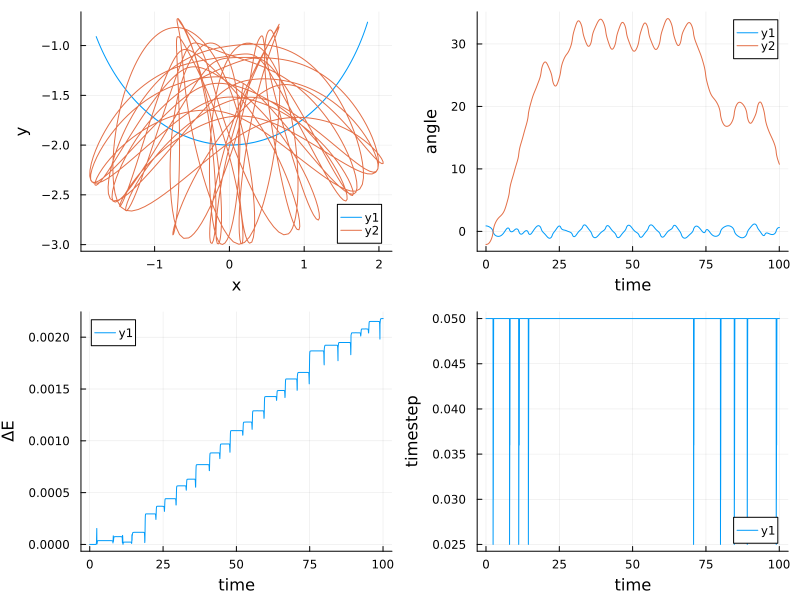 −1.0
−1.5
−2.0
−2.5
−3.0
y
−1
0
1
2
x
y1
y2
30
20
10
0
angle
0
25
50
75
100
time
y1
y2
0.0020
0.0015
0.0010
0.0005
0.0000
ΔE
0
25
50
75
100
time
y1
0.050
0.045
0.040
0.035
0.030
0.025
timestep
0
25
50
75
100
time
y1